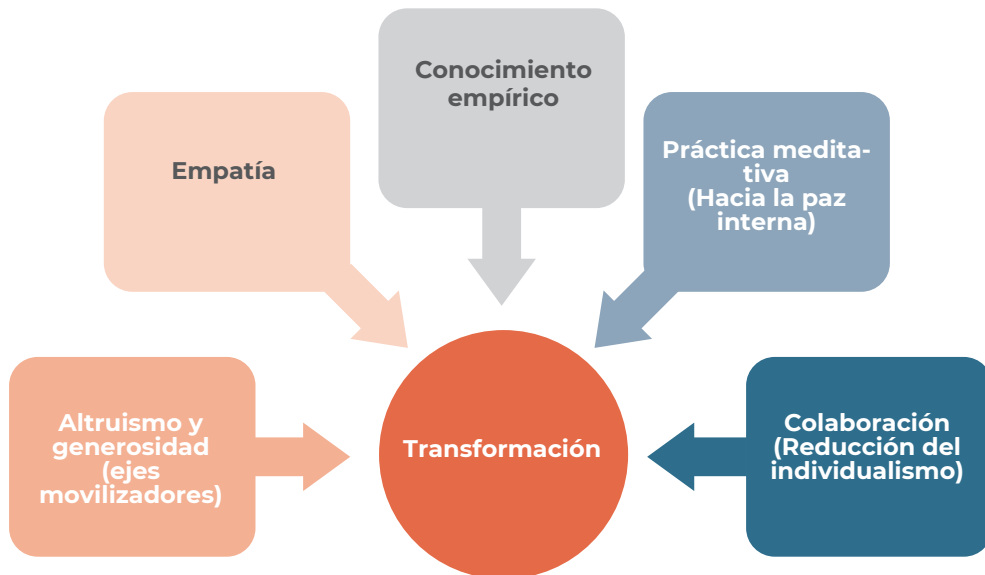 Conocimiento
empírico
Empatía
Práctica medita-
tiva
(Hacia la paz
interna)
Altruismo y
generosidad
(ejes
movilizadores)
Transformación
Colaboración
(Reducción del
individualismo)